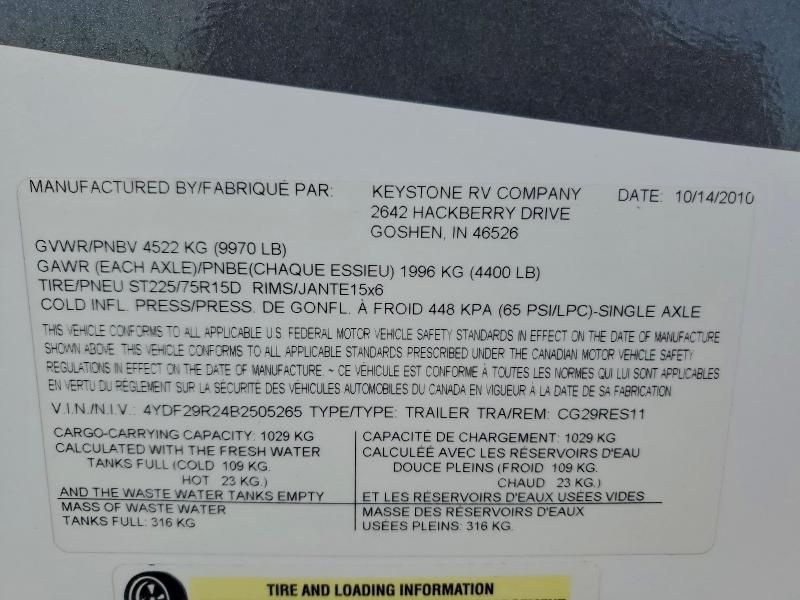 MANUFACTURED BY/FABRIQUÉ PAR: KEYSTONE RV COMPANY DATE: 10/14/2010
2642 HACKBERRY DRIVE
GOSHEN, IN 46526
GVWR/PNBV 4522 KG (9970 LB)
GAWR (EACH AXLE)/PNBE(CHAQUE ESSIEU) 1996 KG (4400 LB)
TIRE/PNEU ST225/75R15D RIMS/JANTE15x6
COLD INFL. PRESS/PRESS. DE GONFL. À FROID 448 KPA (65 PSI/LPC)-SINGLE AXLE
THIS VEHICLE CONFORMS TO ALL APPLICABLE U.S. FEDERAL MOTOR VEHICLE SAFETY STANDARDS IN EFFECT ON THE DATE OF MANUFACTURE
SHOWN ABOVE. THIS VEHICLE CONFORMS TO ALL APPLICABLE STANDARDS PRESCRIBED UNDER THE CANADIAN MOTOR VEHICLE SAFETY
REGULATIONS IN EFFECT ON THE DATE OF MANUFACTURE. ~ CE VÉHICULE EST CONFORME À TOUTES LES NORMES QUI LUI SONT APPLICABLES
EN VERTU DU RÈGLEMENT SUR LA SÉCURITÉ DES VÉHICULES AUTOMOBILES DU CANADA EN VIGUEUR À LA DATE DE SA FABRICATION.
V.I.N./N.I.V.: 4YDF29R24B2505265 TYPE/TYPE: TRAILER TRA/REM: CG29RES11
CARGO-CARRYING CAPACITY: 1029 KG
CALCULATED WITH THE FRESH WATER
TANKS FULL (COLD 109 KG.
HOT 23 KG.)
AND THE WASTE WATER TANKS EMPTY
MASS OF WASTE WATER
TANKS FULL: 316 KG
CAPACITÉ DE CHARGEMENT: 1029 KG
CALCULÉE AVEC LES RÉSERVOIRS D'EAU
DOUCE PLEINS (FROID 109 KG.
CHAUD 23 KG.)
ET LES RÉSERVOIRS D'EAUX USÉES VIDES
MASSE DES RÉSERVOIRS D'EAUX
USÉES PLEINS: 316 KG.
TIRE AND LOADING INFORMATION